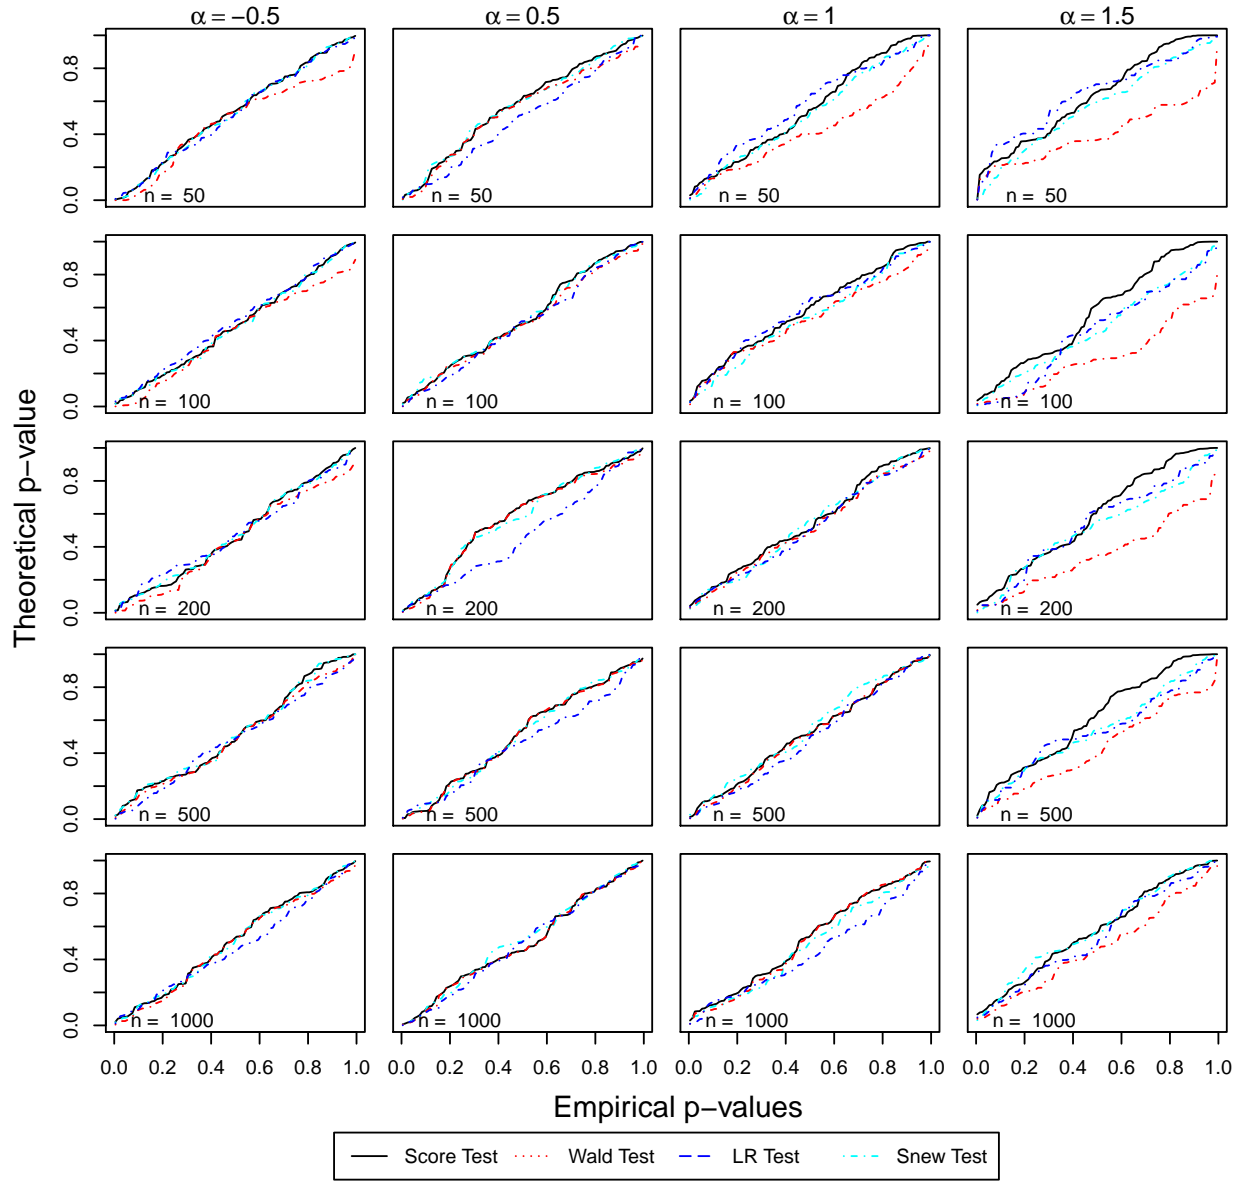 α = −0.5 α = 0.5 α = 1 α = 1.5
0.0 0.4 0.8
n = 50 n = 50 n = 50 n = 50
0.0 0.4 0.8
n = 100 n = 100 n = 100 n = 100
0.0 0.4 0.8
n = 200 n = 200 n = 200 n = 200
0.0 0.4 0.8
n = 500 n = 500 n = 500 n = 500
0.0 0.4 0.8
n = 1000 n = 1000 n = 1000 n = 1000
0.0 0.2 0.4 0.6 0.8 1.0 0.0 0.2 0.4 0.6 0.8 1.0 0.0 0.2 0.4 0.6 0.8 1.0 0.0 0.2 0.4 0.6 0.8 1.0
Theoretical p−value
Empirical p−values
Score Test Wald Test LR Test Snew Test